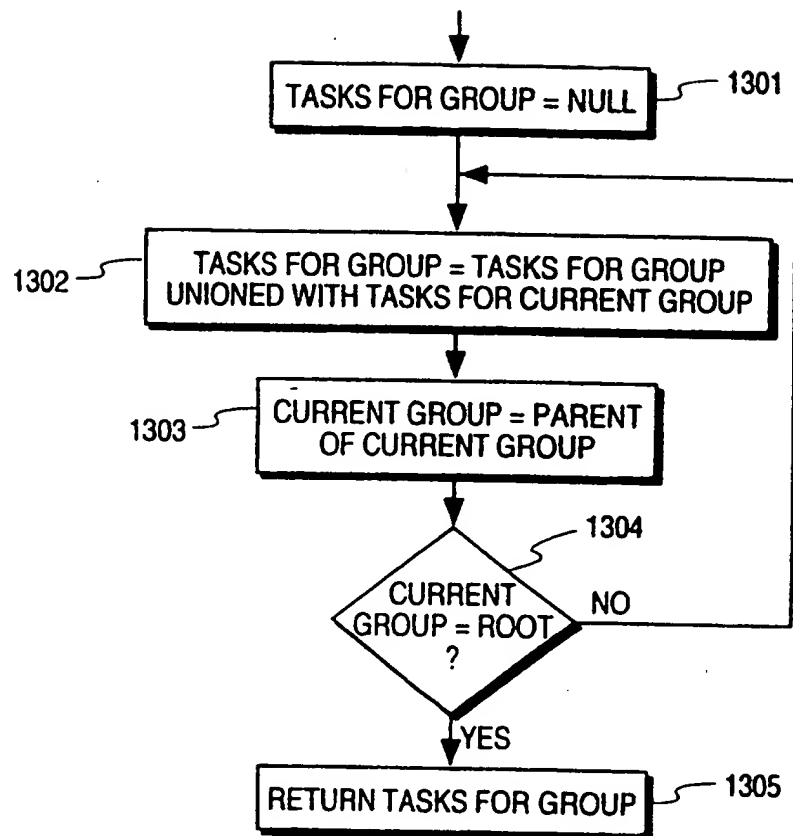 TASKS FOR GROUP = NULL
1301
1302
TASKS FOR GROUP = TASKS FOR GROUP
UNIONED WITH TASKS FOR CURRENT GROUP
1303
CURRENT GROUP = PARENT
OF CURRENT GROUP
1304
CURRENT
GROUP = ROOT
?
NO
YES
RETURN TASKS FOR GROUP
1305